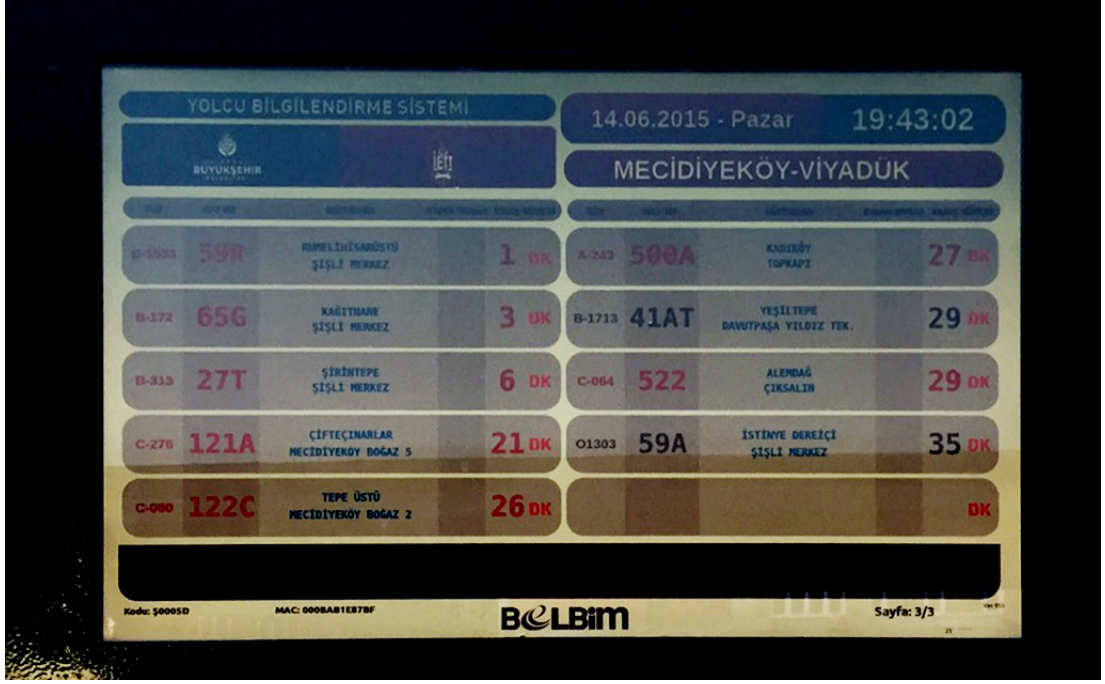 YOLCU BİLGİLENDİRME SİSTEMİ
14.06.2015 - Pazar 19:43:02
BÜYÜKŞEHİR
İETT
MECİDİYEKÖY-VİYADÜK
59R RUMELİHİSARÜSTÜ 1 DK
ŞİŞLİ MERKEZ
B-172 65G KAĞITHANE 3 DK
ŞİŞLİ MERKEZ
B-313 27T ŞİRİNTEPE 6 DK
ŞİŞLİ MERKEZ
C-276 121A ÇİFTEÇINARLAR 21 DK
MECİDİYEKÖY BOĞAZ 5
C-080 122C TEPE ÜSTÜ 26 DK
MECİDİYEKÖY BOĞAZ 2
A-243 500A KADIKÖY 27 DK
TOPKAPI
B-1713 41AT YEŞİLTEPE 29 DK
DAVUTPAŞA YILDIZ TEK.
C-064 522 ALEMDAĞ 29 DK
ÇIKSALIN
O1303 59A İSTİNYE DEREİÇİ 35 DK
ŞİŞLİ MERKEZ
DK
Kodu: Ş0005D MAC: 000BAB1E87BF BELBiM Sayfa: 3/3